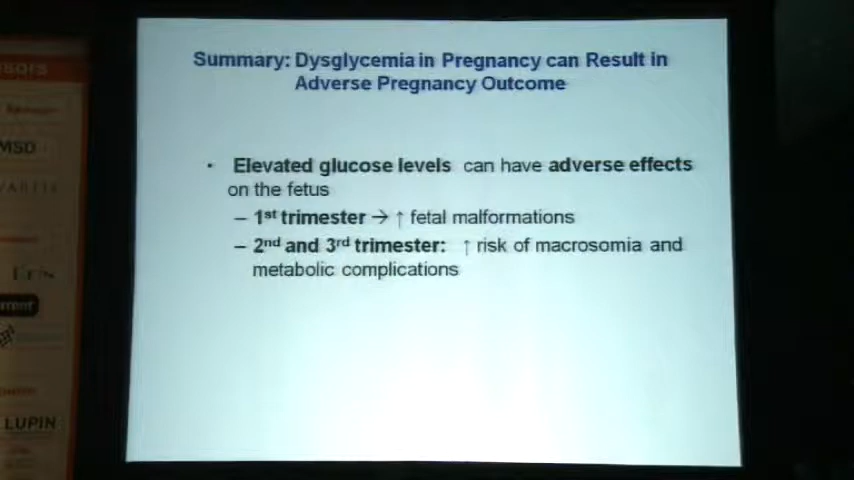 Summary: Dysglycemia in Pregnancy can Result in
Adverse Pregnancy Outcome
• Elevated glucose levels can have adverse effects
on the fetus
– 1st trimester → ↑ fetal malformations
– 2nd and 3rd trimester: ↑ risk of macrosomia and
metabolic complications
MSD
LUPIN